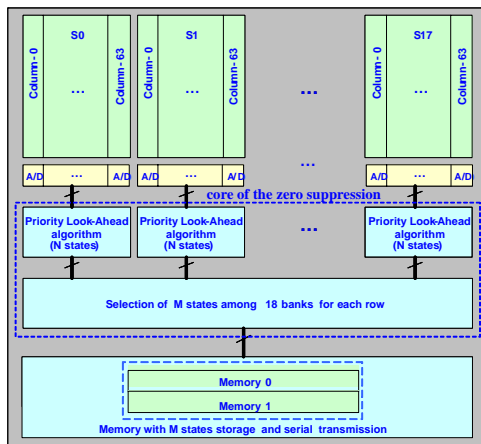 S0 S1 S17
Column- 0 Column- 63 Column- 0 Column- 63 Column- 0 Column- 63
... ... ... ...
A/D ... A/D A/D ... A/D ... A/D ... A/D
core of the zero suppression
Priority Look-Ahead algorithm (N states)
Priority Look-Ahead algorithm (N states)
...
Priority Look-Ahead algorithm (N states)
Selection of M states among 18 banks for each row
Memory 0
Memory 1
Memory with M states storage and serial transmission